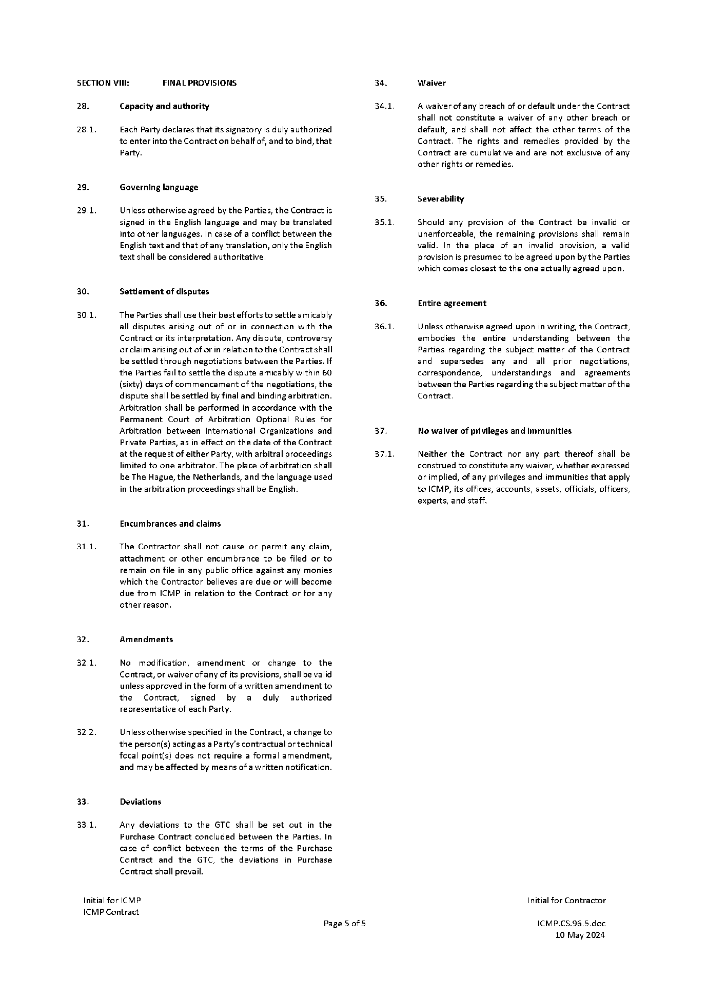 SECTION VIII: FINAL PROVISIONS
28. Capacity and authority
28.1. Each Party declares that its signatory is duly authorized
to enter into the Contract on behalf of, and to bind, that
Party.
29. Governing language
29.1. Unless otherwise agreed by the Parties, the Contract is
signed in the English language and may be translated
into other languages. In case of a conflict between the
English text and that of any translation, only the English
text shall be considered authoritative.
30. Settlement of disputes
30.1. The Parties shall use their best efforts to settle amicably
all disputes arising out of or in connection with the
Contract or its interpretation. Any dispute, controversy
or claim arising out of or in relation to the Contract shall
be settled through negotiations between the Parties. If
the Parties fail to settle the dispute amicably within 60
(sixty) days of commencement of the negotiations, the
dispute shall be settled by final and binding arbitration.
Arbitration shall be performed in accordance with the
Permanent Court of Arbitration Optional Rules for
Arbitration between International Organizations and
Private Parties, as in effect on the date of the Contract
at the request of either Party, with arbitral proceedings
limited to one arbitrator. The place of arbitration shall
be The Hague, the Netherlands, and the language used
in the arbitration proceedings shall be English.
31. Encumbrances and claims
31.1. The Contractor shall not cause or permit any claim,
attachment or other encumbrance to be filed or to
remain on file in any public office against any monies
which the Contractor believes are due or will become
due from ICMP in relation to the Contract or for any
other reason.
32. Amendments
32.1. No modification, amendment or change to the
Contract, or waiver of any of its provisions, shall be valid
unless approved in the form of a written amendment to
the Contract, signed by a duly authorized
representative of each Party.
32.2. Unless otherwise specified in the Contract, a change to
the person(s) acting as a Party's contractual or technical
focal point(s) does not require a formal amendment,
and may be affected by means of a written notification.
33. Deviations
33.1. Any deviations to the GTC shall be set out in the
Purchase Contract concluded between the Parties. In
case of conflict between the terms of the Purchase
Contract and the GTC, the deviations in Purchase
Contract shall prevail.
34. Waiver
34.1. A waiver of any breach of or default under the Contract
shall not constitute a waiver of any other breach or
default, and shall not affect the other terms of the
Contract. The rights and remedies provided by the
Contract are cumulative and are not exclusive of any
other rights or remedies.
35. Severability
35.1. Should any provision of the Contract be invalid or
unenforceable, the remaining provisions shall remain
valid. In the place of an invalid provision, a valid
provision is presumed to be agreed upon by the Parties
which comes closest to the one actually agreed upon.
36. Entire agreement
36.1. Unless otherwise agreed upon in writing, the Contract,
embodies the entire understanding between the
Parties regarding the subject matter of the Contract
and supersedes any and all prior negotiations,
correspondence, understandings and agreements
between the Parties regarding the subject matter of the
Contract.
37. No waiver of privileges and immunities
37.1. Neither the Contract nor any part thereof shall be
construed to constitute any waiver, whether expressed
or implied, of any privileges and immunities that apply
to ICMP, its offices, accounts, assets, officials, officers,
experts, and staff.
Initial for ICMP
ICMP Contract
Initial for Contractor
Page 5 of 5
ICMP.CS.96.5.doc
10 May 2024